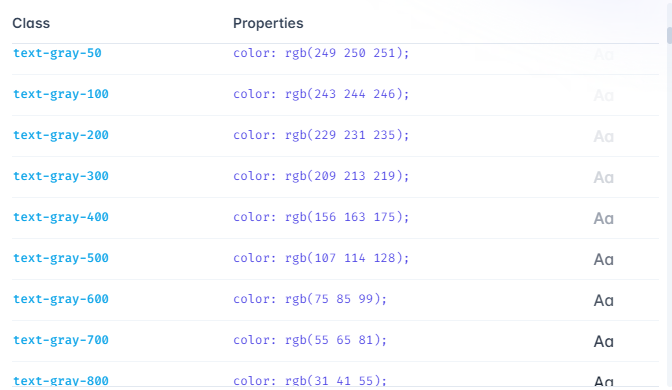 Class Properties
text-gray-50 color: rgb(249 250 251); Aa
text-gray-100 color: rgb(243 244 246); Aa
text-gray-200 color: rgb(229 231 235); Aa
text-gray-300 color: rgb(209 213 219); Aa
text-gray-400 color: rgb(156 163 175); Aa
text-gray-500 color: rgb(107 114 128); Aa
text-gray-600 color: rgb(75 85 99); Aa
text-gray-700 color: rgb(55 65 81); Aa
text-gray-800 color: rgb(31 41 55); Aa